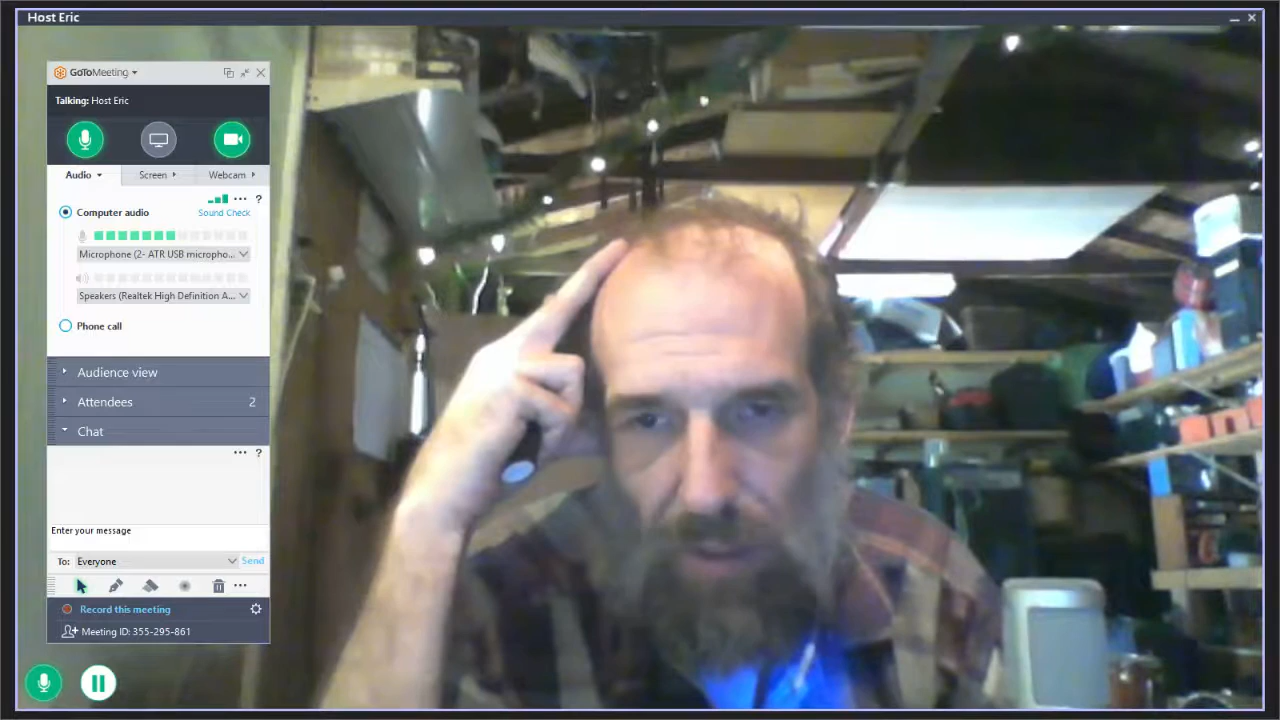 Host Eric
GoToMeeting
Talking: Host Eric
Audio
Screen
Webcam
?
Computer audio
Sound Check
Microphone (2- ATR USB micropho...
Speakers (Realtek High Definition A...
Phone call
Audience view
Attendees 2
Chat
?
Enter your message
To: Everyone Send
Record this meeting
Meeting ID: 355-295-861